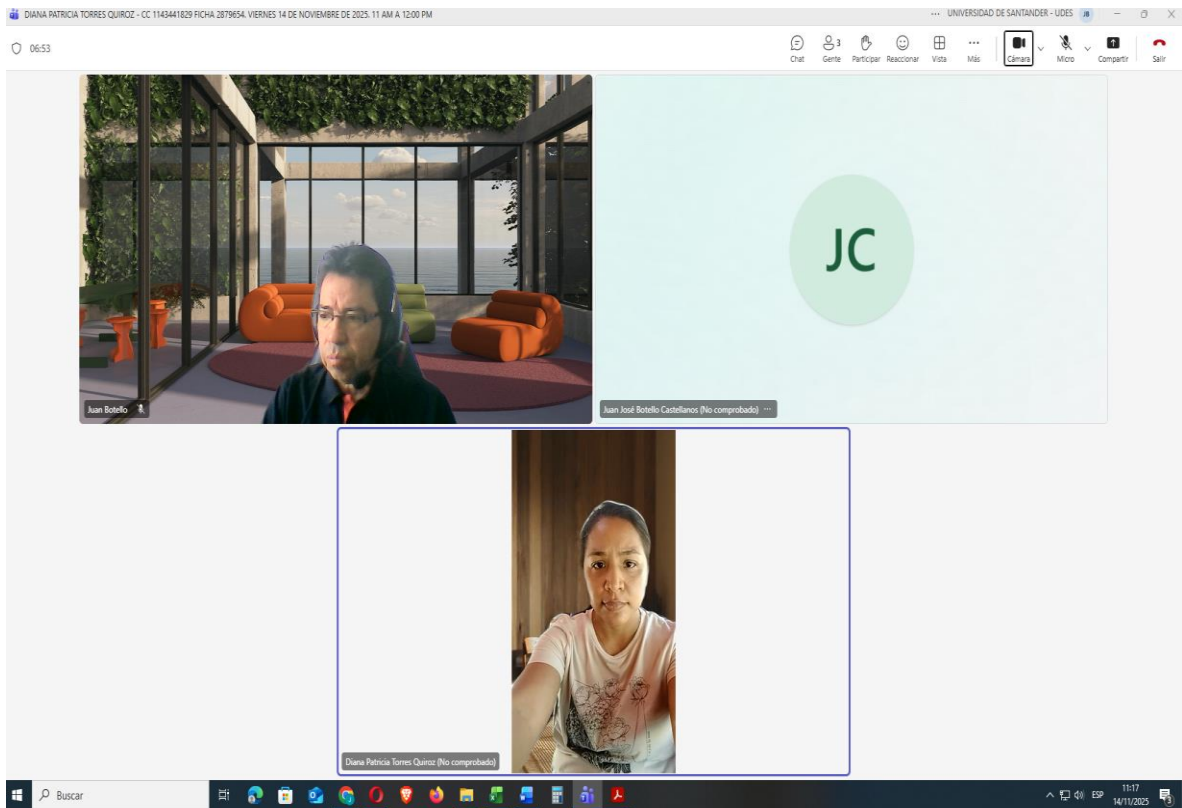 DIANA PATRICIA TORRES QUIROZ - CC 1143441829 FICHA 2879654. VIERNES 14 DE NOVIEMBRE DE 2025. 11 AM A 12:00 PM
··· UNIVERSIDAD DE SANTANDER - UDES JB
06:53
3
Chat Gente Participar Reaccionar Vista Más Cámara Micro Compartir Salir
JC
Juan Botello
Juan José Botello Castellanos (No comprobado) ···
Diana Patricia Torres Quiroz (No comprobado)
Buscar
ESP
11:17
14/11/2025
3